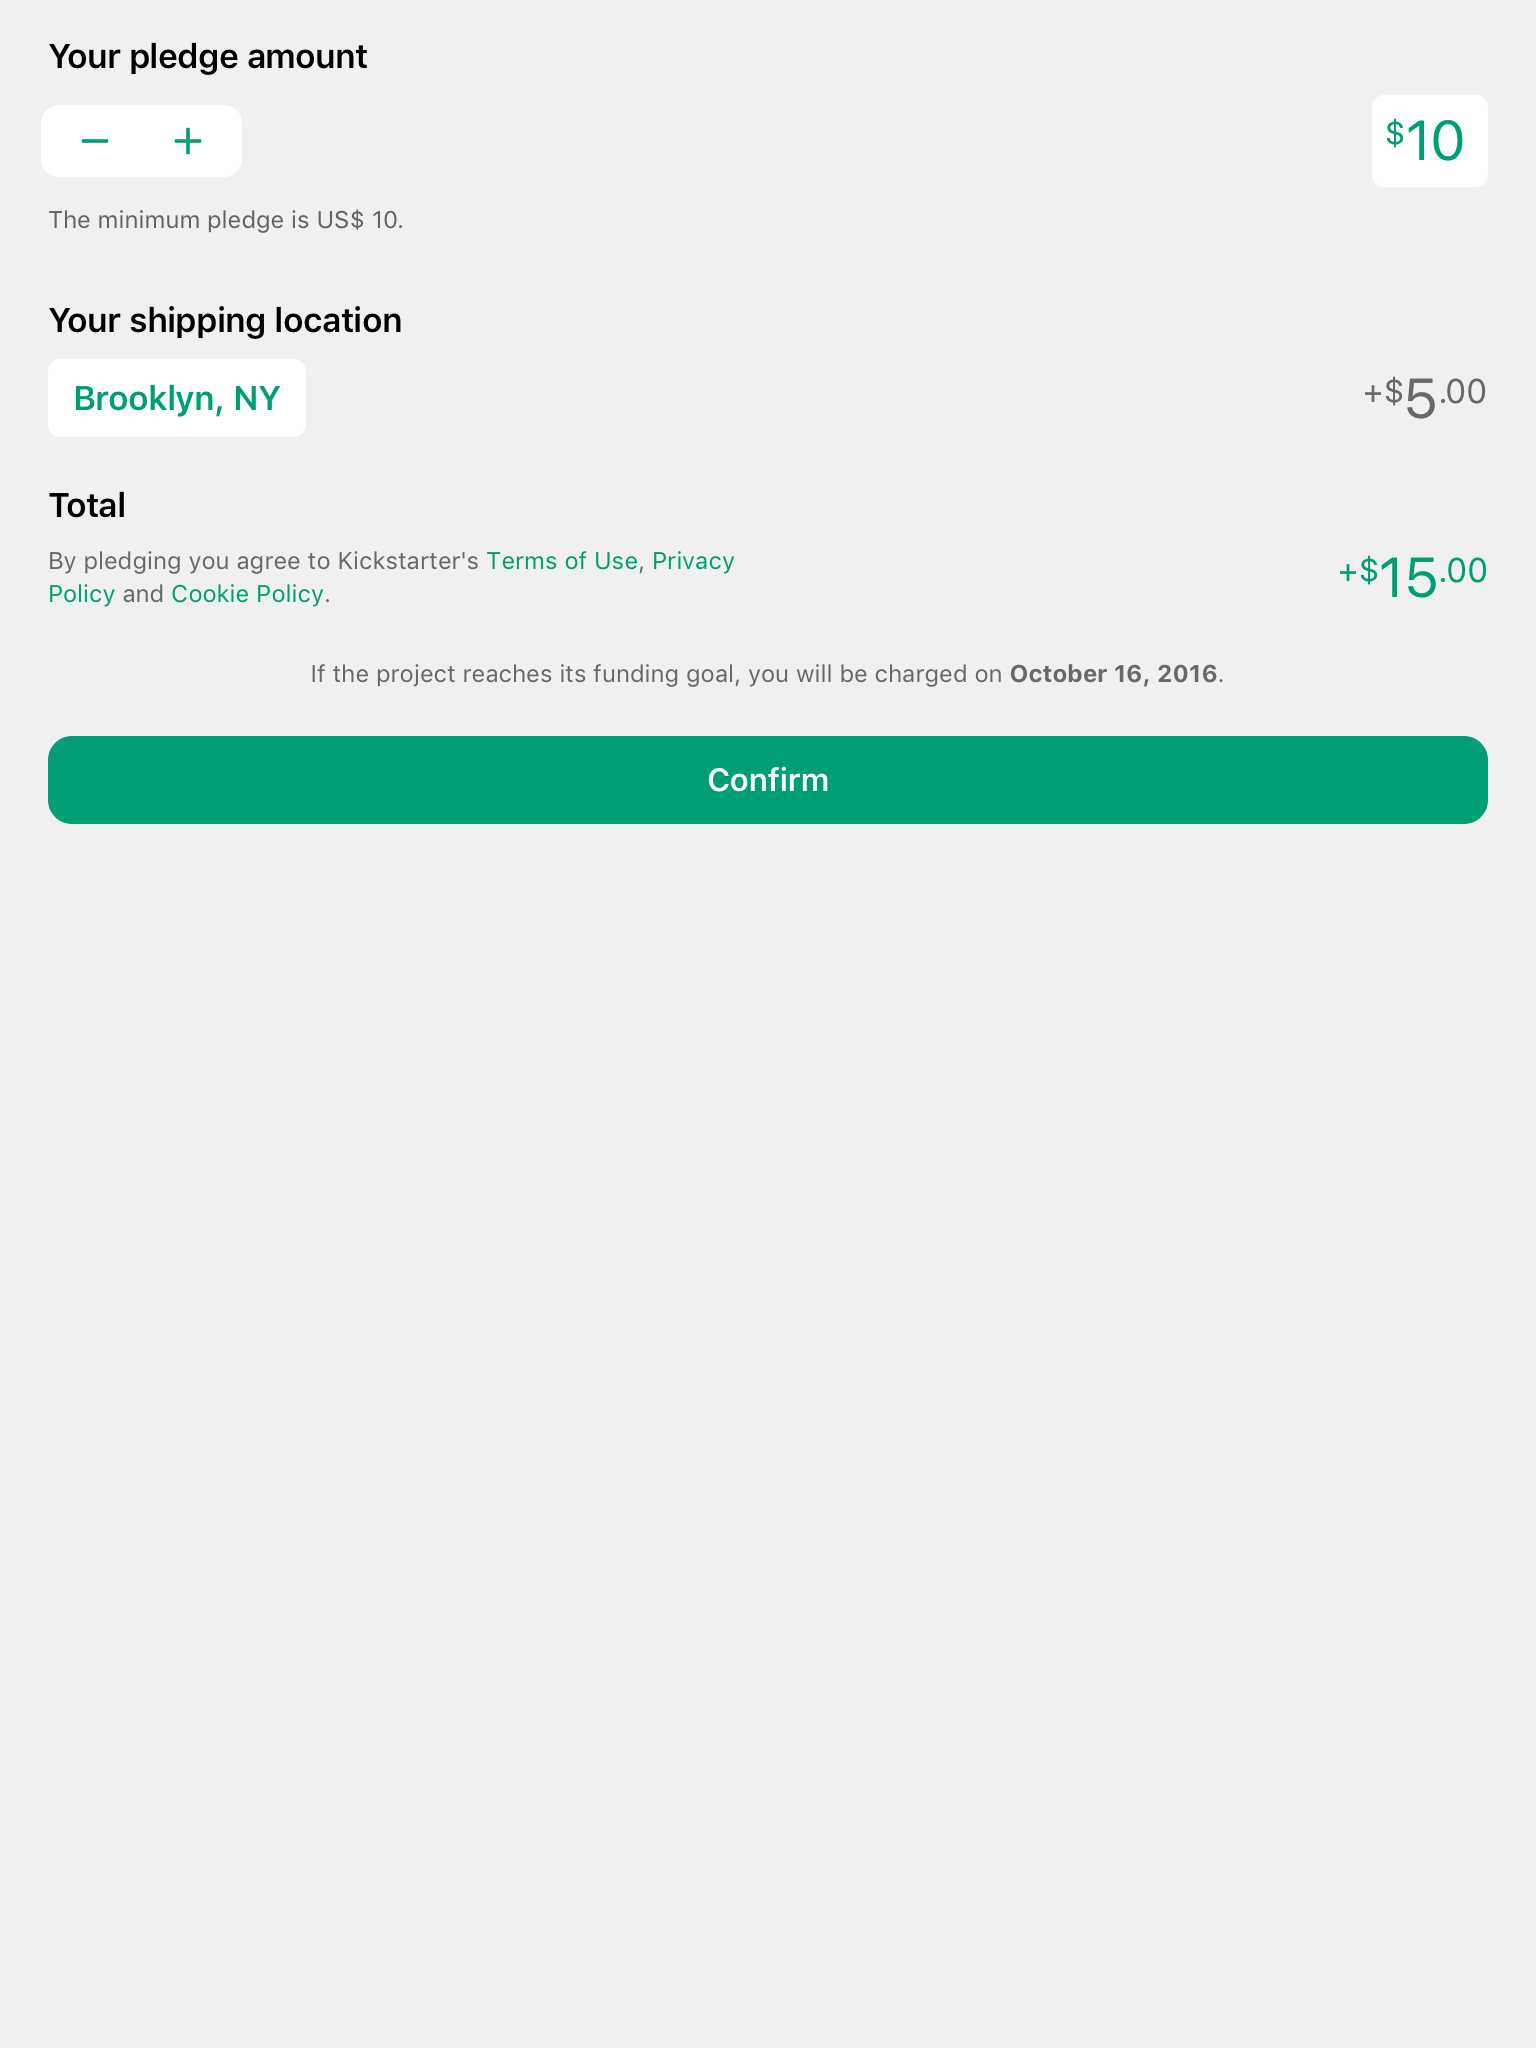 Your pledge amount
− +
$10
The minimum pledge is US$ 10.
Your shipping location
Brooklyn, NY
+$5.00
Total
By pledging you agree to Kickstarter's Terms of Use, Privacy
Policy and Cookie Policy.
+$15.00
If the project reaches its funding goal, you will be charged on October 16, 2016.
Confirm